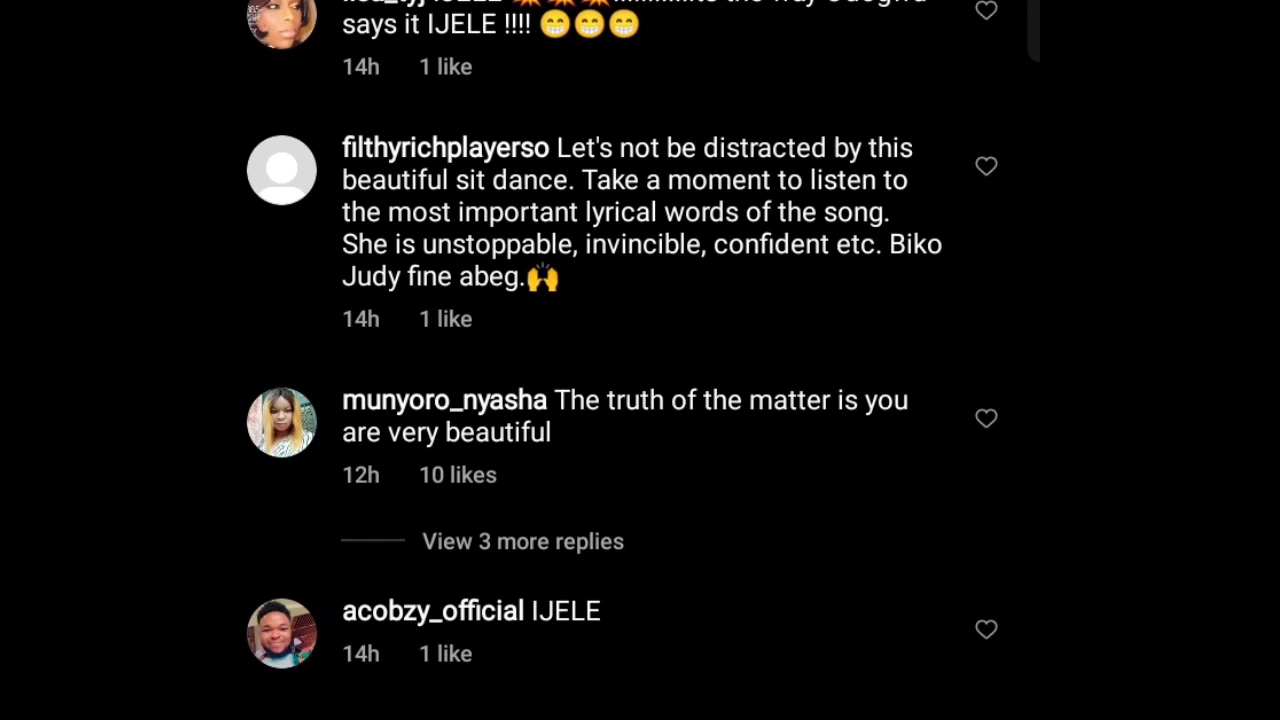 says it IJELE !!!! 😁😁😁
14h 1 like
filthyrichplayerso Let's not be distracted by this
beautiful sit dance. Take a moment to listen to
the most important lyrical words of the song.
She is unstoppable, invincible, confident etc. Biko
Judy fine abeg.🙌
14h 1 like
munyoro_nyasha The truth of the matter is you
are very beautiful
12h 10 likes
View 3 more replies
acobzy_official IJELE
14h 1 like